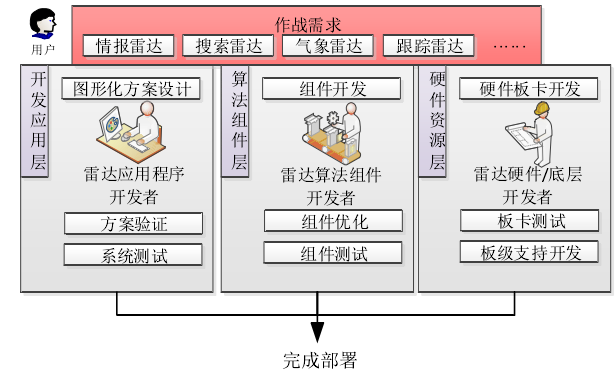 作战需求
用户
情报雷达
搜索雷达
气象雷达
跟踪雷达
……
开发应用层
图形化方案设计
雷达应用程序
开发者
方案验证
系统测试
算法组件层
组件开发
雷达算法组件
开发者
组件优化
组件测试
硬件资源层
硬件板卡开发
雷达硬件/底层
开发者
板卡测试
板级支持开发
完成部署